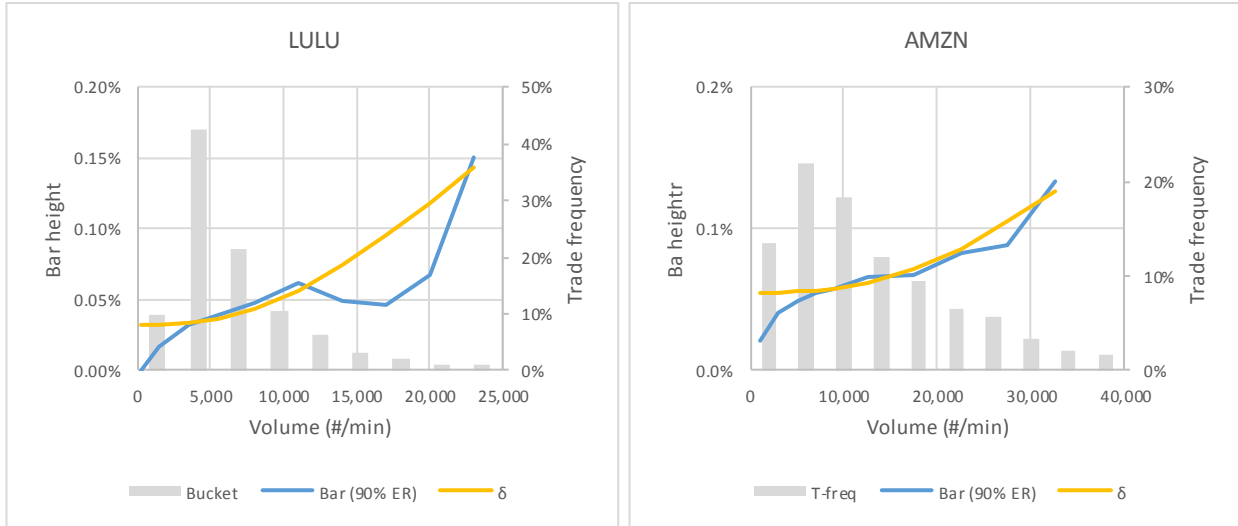 LULU
Bar height
0.20%
0.15%
0.10%
0.05%
0.00%
50%
40%
30%
20%
10%
0%
Trade frequency
0
5,000
10,000
15,000
20,000
25,000
Volume (#/min)
Bucket
Bar (90% ER)
δ
AMZN
Ba heightr
0.2%
0.1%
0.0%
30%
20%
10%
0%
Trade frequency
0
10,000
20,000
30,000
40,000
Volume (#/min)
T-freq
Bar (90% ER)
δ